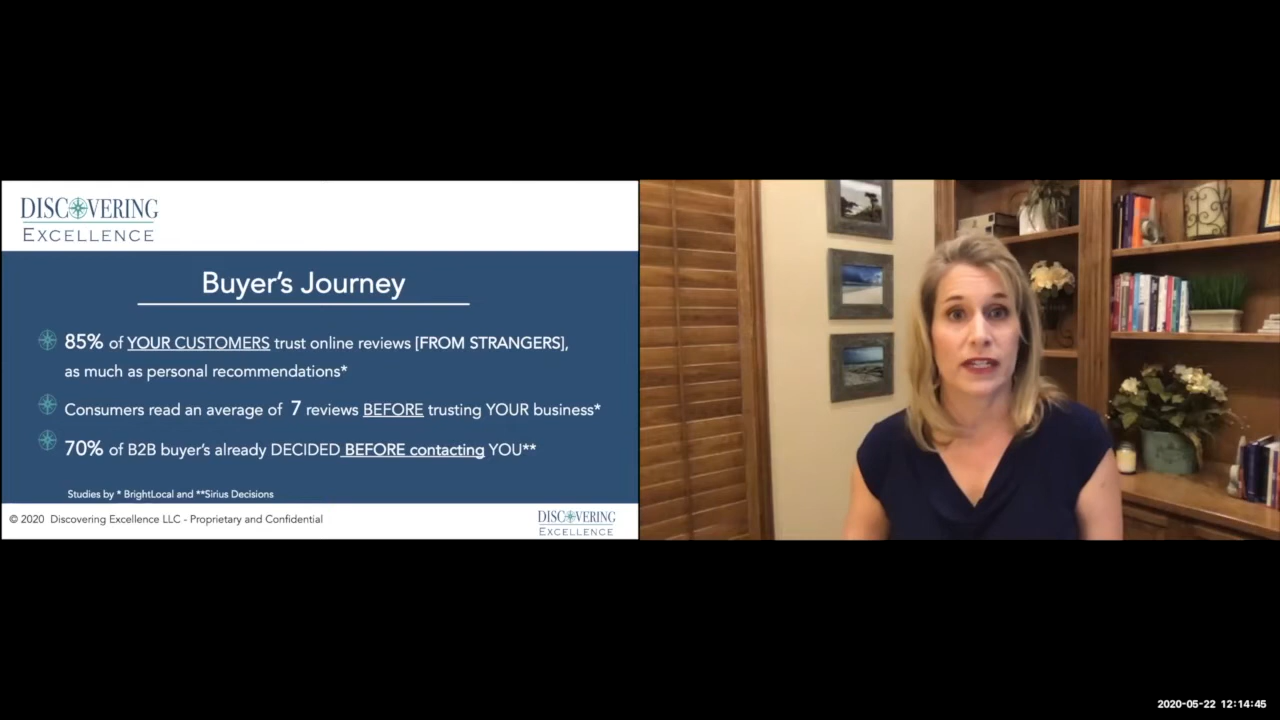 DISCOVERING
EXCELLENCE
Buyer's Journey
85% of YOUR CUSTOMERS trust online reviews [FROM STRANGERS],
as much as personal recommendations*
Consumers read an average of 7 reviews BEFORE trusting YOUR business*
70% of B2B buyer's already DECIDED BEFORE contacting YOU**
Studies by * BrightLocal and **Sirius Decisions
© 2020 Discovering Excellence LLC - Proprietary and Confidential
DISCOVERING
EXCELLENCE
2020-05-22 12:14:45